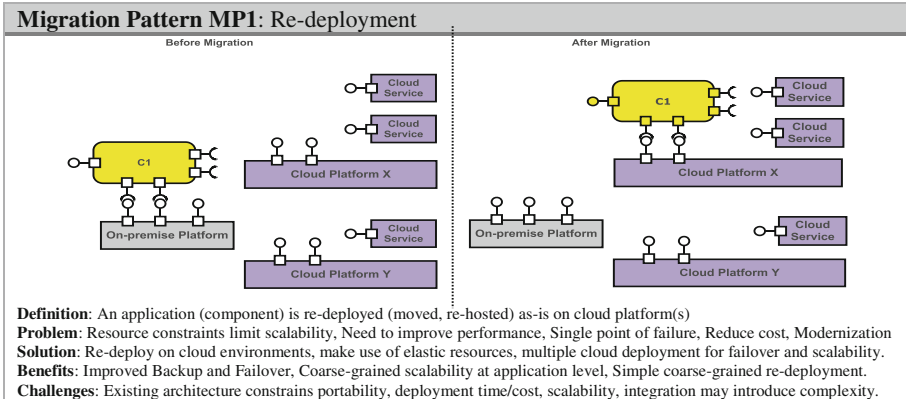 Migration Pattern MP1: Re-deployment
Before Migration
After Migration
Cloud Service
Cloud Service
C1
Cloud Platform X
On-premise Platform
Cloud Service
Cloud Platform Y
C1
Cloud Service
Cloud Service
Cloud Platform X
On-premise Platform
Cloud Service
Cloud Platform Y
Definition: An application (component) is re-deployed (moved, re-hosted) as-is on cloud platform(s)
Problem: Resource constraints limit scalability, Need to improve performance, Single point of failure, Reduce cost, Modernization
Solution: Re-deploy on cloud environments, make use of elastic resources, multiple cloud deployment for failover and scalability.
Benefits: Improved Backup and Failover, Coarse-grained scalability at application level, Simple coarse-grained re-deployment.
Challenges: Existing architecture constrains portability, deployment time/cost, scalability, integration may introduce complexity.